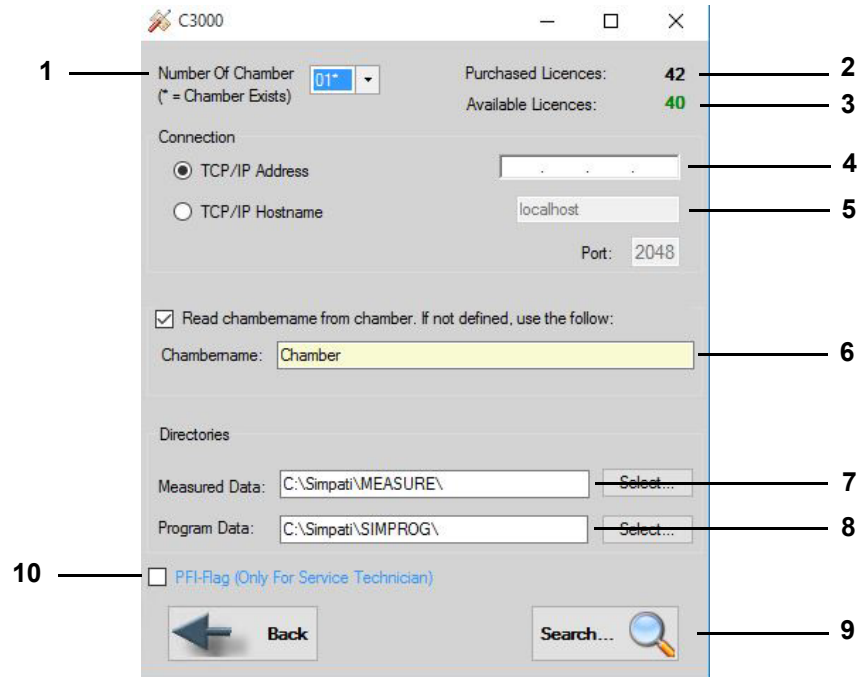 C3000
1
Number Of Chamber
(* = Chamber Exists)
01*
Purchased Licences: 42
2
Available Licences: 40
3
Connection
TCP/IP Address
. . .
4
TCP/IP Hostname
localhost
5
Port: 2048
Read chambername from chamber. If not defined, use the follow:
Chambername: Chamber
6
Directories
Measured Data: C:\Simpati\MEASURE\ Select...
7
Program Data: C:\Simpati\SIMPROG\ Select...
8
10
PFI-Flag (Only For Service Technician)
Back
Search...
9